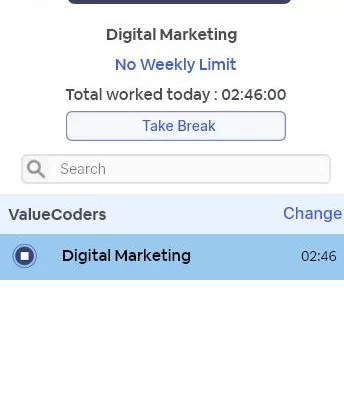 Digital Marketing
No Weekly Limit
Total worked today : 02:46:00
Take Break
Search
ValueCoders Change
Digital Marketing 02:46